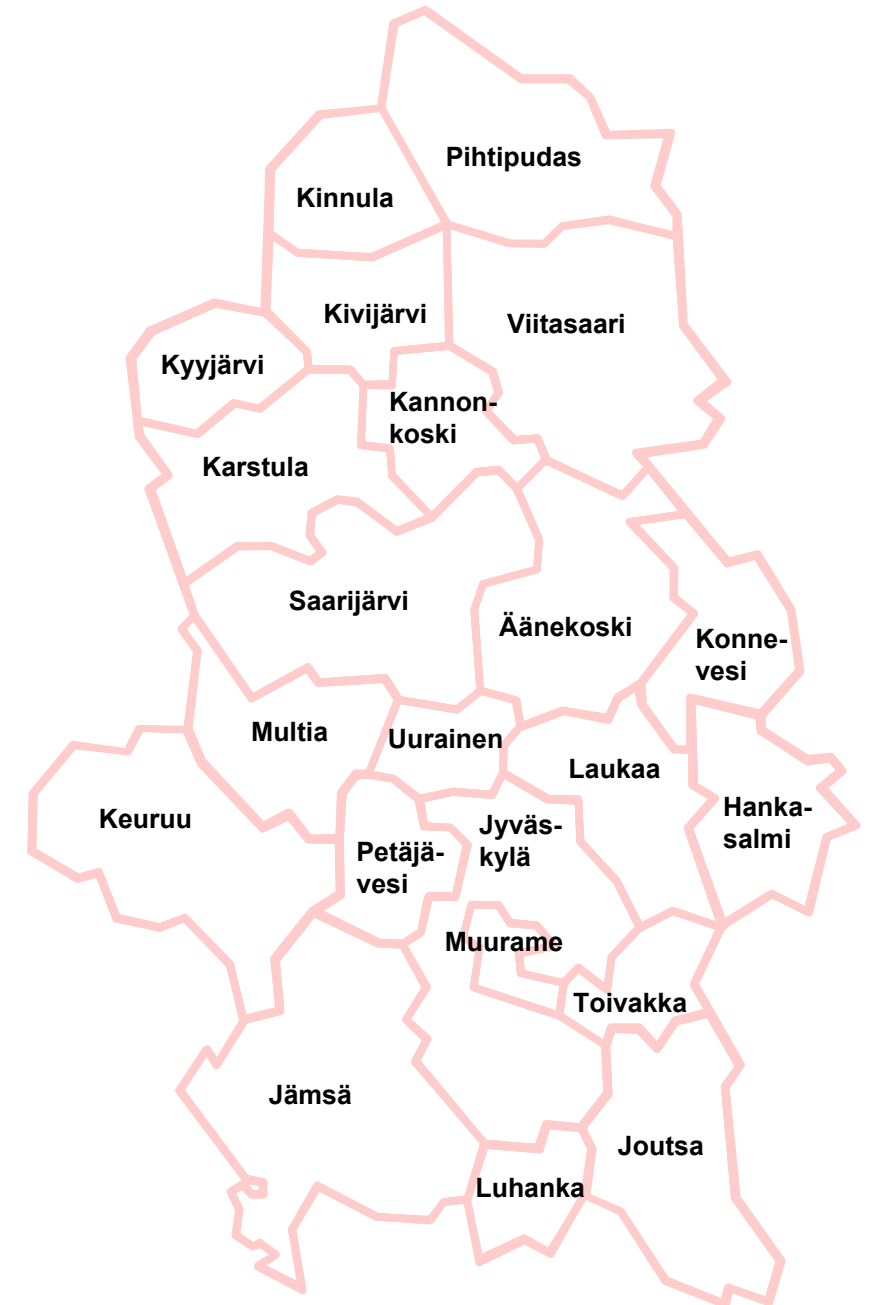 Pihtipudas
Kinnula
Kivijärvi
Viitasaari
Kyyjärvi
Kannon-
koski
Karstula
Saarijärvi
Äänekoski
Konne-
vesi
Multia
Uurainen
Laukaa
Keuruu
Petäjä-
vesi
Jyväs-
kylä
Hanka-
salmi
Muurame
Toivakka
Jämsä
Joutsa
Luhanka